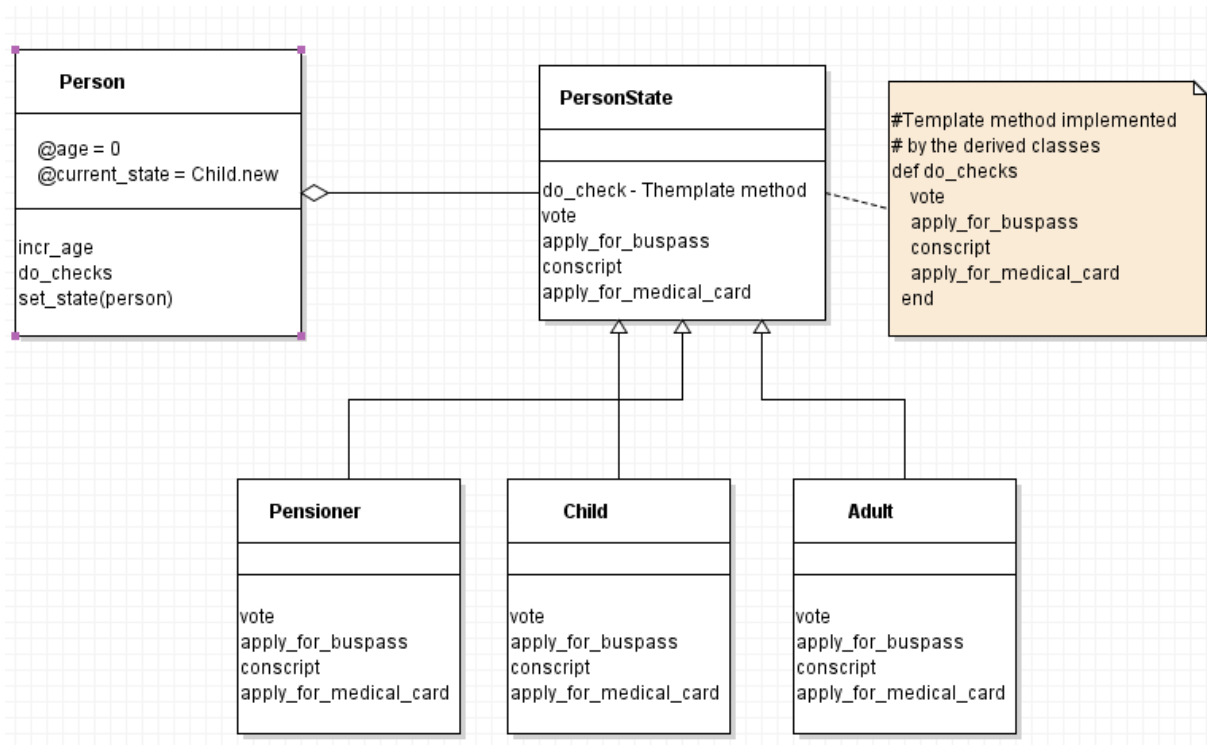 Person
@age = 0
@current_state = Child.new
incr_age
do_checks
set_state(person)
PersonState
do_check - Themplate method
vote
apply_for_buspass
conscript
apply_for_medical_card
#Template method implemented
# by the derived classes
def do_checks
vote
apply_for_buspass
conscript
apply_for_medical_card
end
Pensioner
vote
apply_for_buspass
conscript
apply_for_medical_card
Child
vote
apply_for_buspass
conscript
apply_for_medical_card
Adult
vote
apply_for_buspass
conscript
apply_for_medical_card